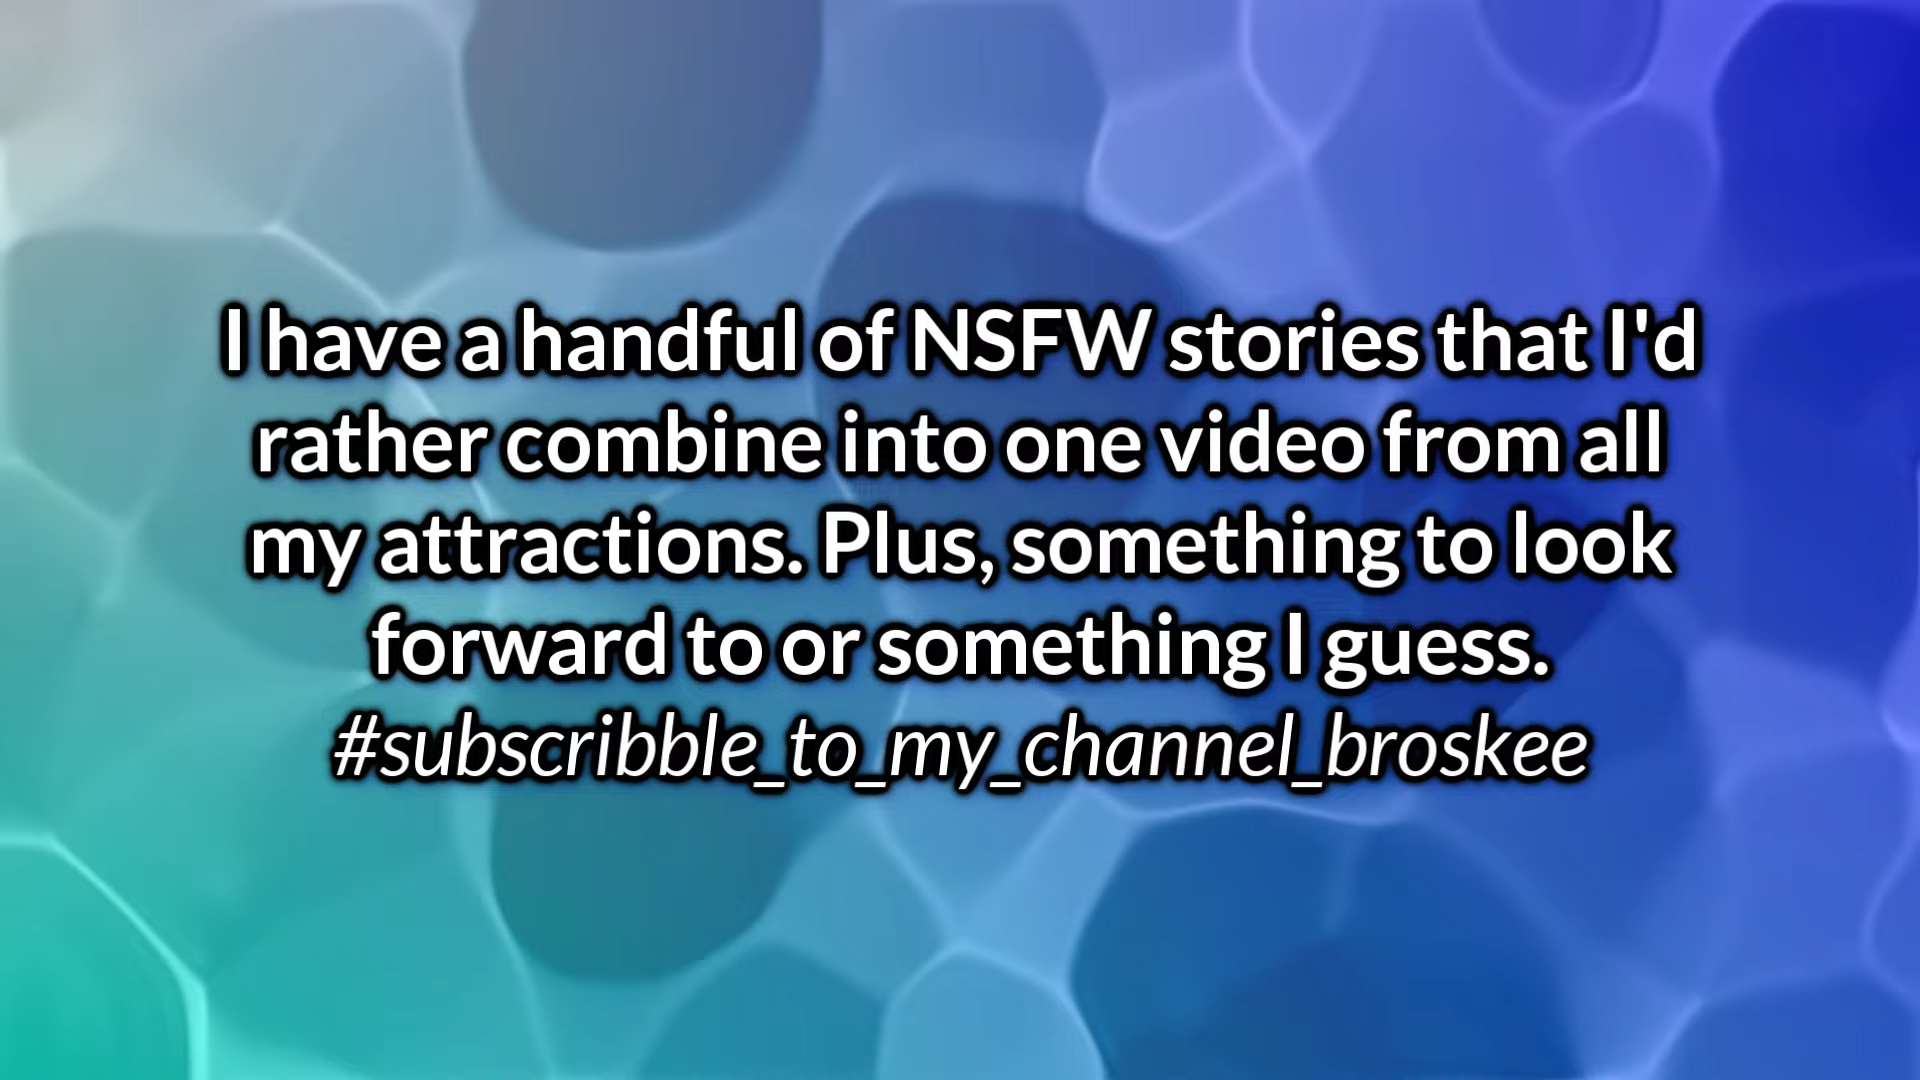 I have a handful of NSFW stories that I'd
rather combine into one video from all
my attractions. Plus, something to look
forward to or something I guess.
#subscribble_to_my_channel_broskee